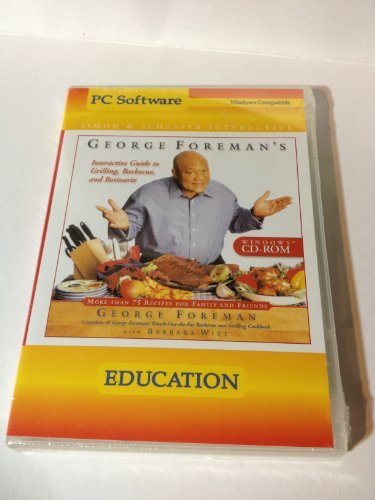 PC Software
Windows Compatible
SIMON & SCHUSTER INTERACTIVE
GEORGE FOREMAN'S
Interactive Guide to
Grilling, Barbecue,
and Rotisserie
WINDOWS®
CD-ROM
MORE THAN 75 RECIPES FOR FAMILY AND FRIENDS
GEORGE FOREMAN
Coauthor of George Foreman's Knock-Out-the-Fat Barbecue and Grilling Cookbook
WITH BARBARA WITT
EDUCATION